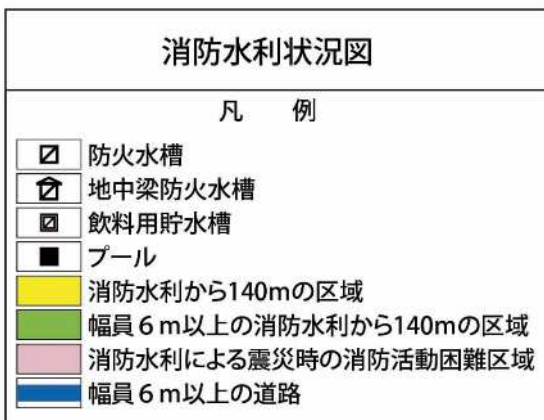 消防水利状況図
凡 例
防火水槽
地中梁防火水槽
飲料用貯水槽
プール
消防水利から140mの区域
幅員6m以上の消防水利から140mの区域
消防水利による震災時の消防活動困難区域
幅員6m以上の道路